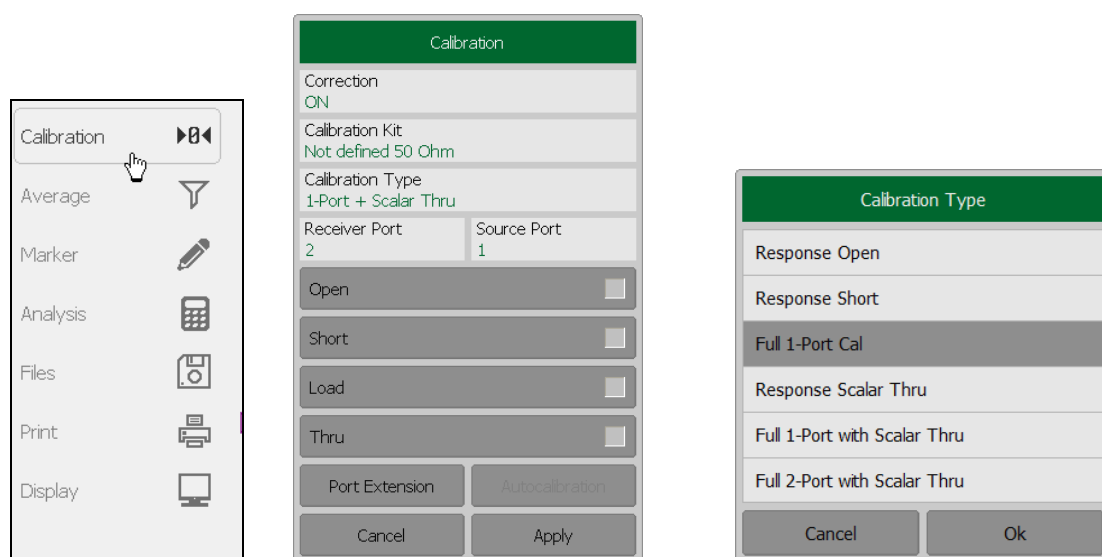 Calibration
Average
Marker
Analysis
Files
Print
Display
Calibration
Correction
ON
Calibration Kit
Not defined 50 Ohm
Calibration Type
1-Port + Scalar Thru
Receiver Port
2
Source Port
1
Open
Short
Load
Thru
Port Extension
Autocalibration
Cancel
Apply
Calibration Type
Response Open
Response Short
Full 1-Port Cal
Response Scalar Thru
Full 1-Port with Scalar Thru
Full 2-Port with Scalar Thru
Cancel
Ok